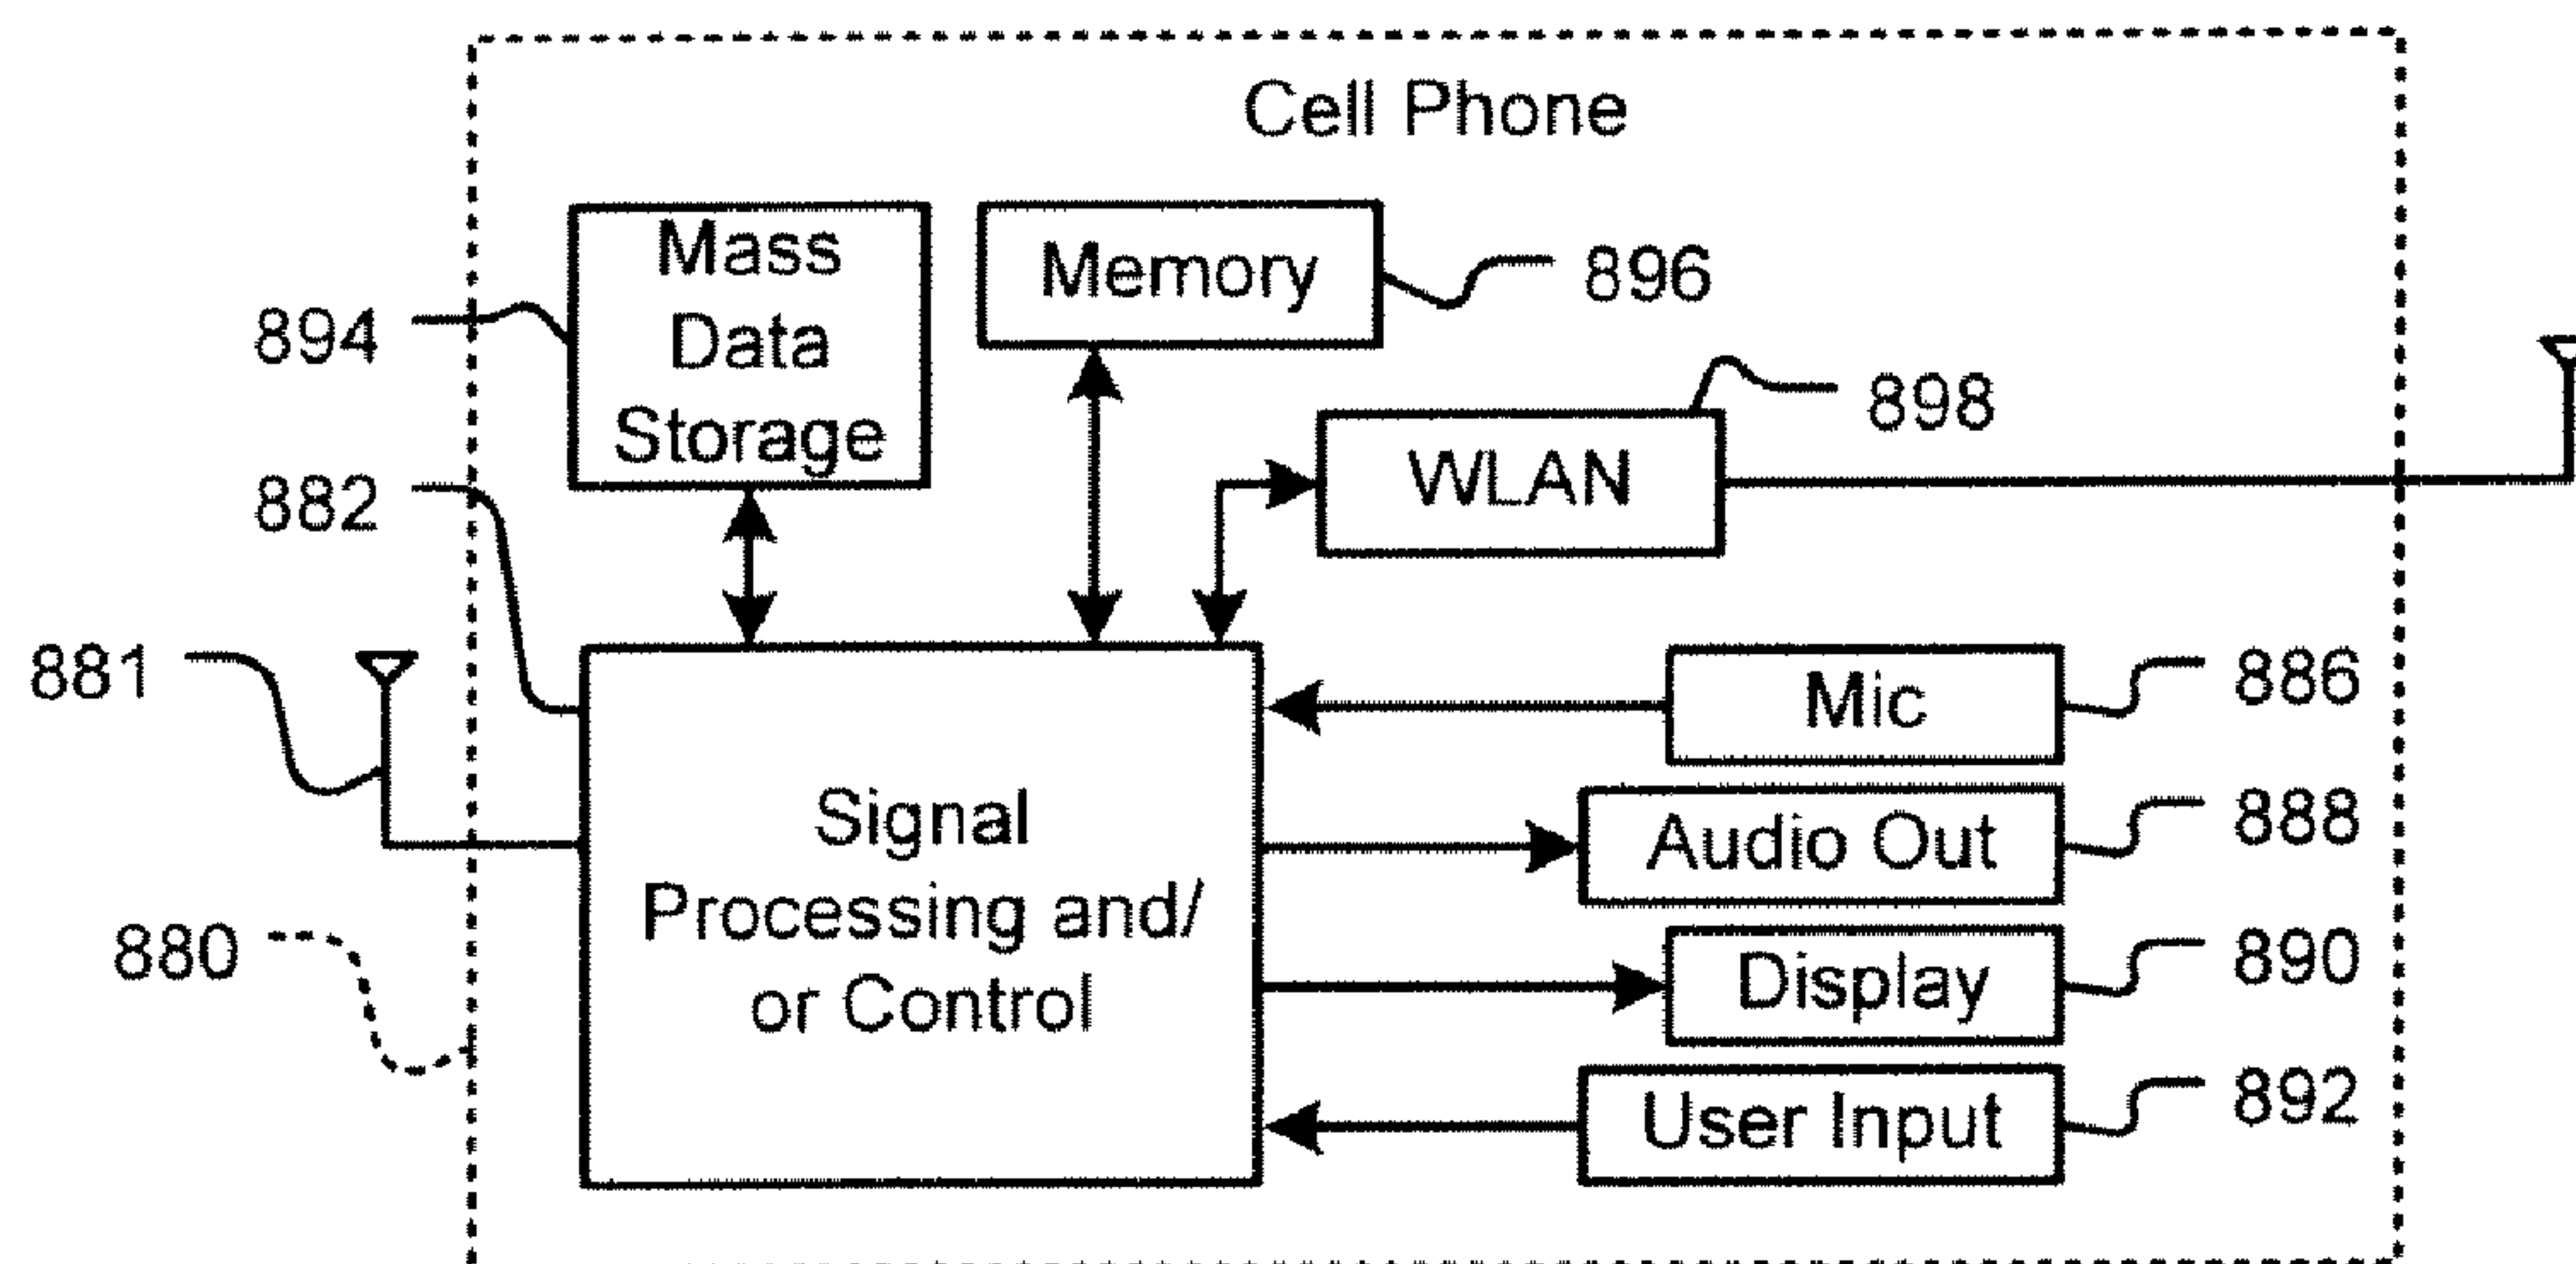 Cell Phone
Mass
Data
Storage
Memory
896
894
WLAN
898
882
881
Mic
886
Signal
Processing and/
or Control
Audio Out
888
880
Display
890
User Input
892